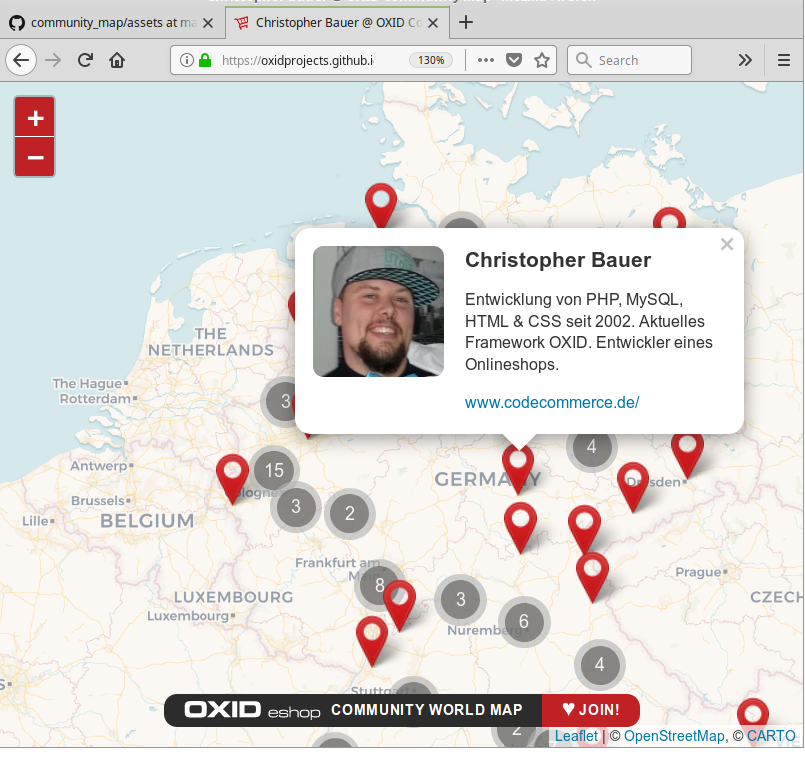 community_map/assets at ma
Christopher Bauer @ OXID Co
https://oxidprojects.github.i
130%
Search
+
−
Christopher Bauer
Entwicklung von PHP, MySQL,
HTML & CSS seit 2002. Aktuelles
Framework OXID. Entwickler eines
Onlineshops.
www.codecommerce.de/
THE
NETHERLANDS
The Hague
Rotterdam
3
4
Antwerp
15
GERMANY
Dresden
Cologne
Brussels
3
2
Lille
BELGIUM
Frankfurt am
Main
Prague
8
LUXEMBOURG
3
CZECH
Luxembourg
6
Nuremberg
4
Stuttgart
OXID eshop COMMUNITY WORLD MAP ♥ JOIN!
2
Leaflet | © OpenStreetMap, © CARTO